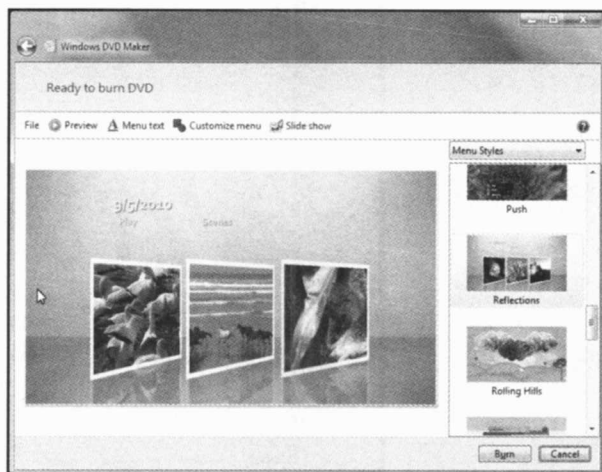 Windows DVD Maker
Ready to burn DVD
File Preview Menu text Customize menu Slide show
Menu Styles
9/5/2010
Play Scenes
Push
Reflections
Rolling Hills
Burn Cancel